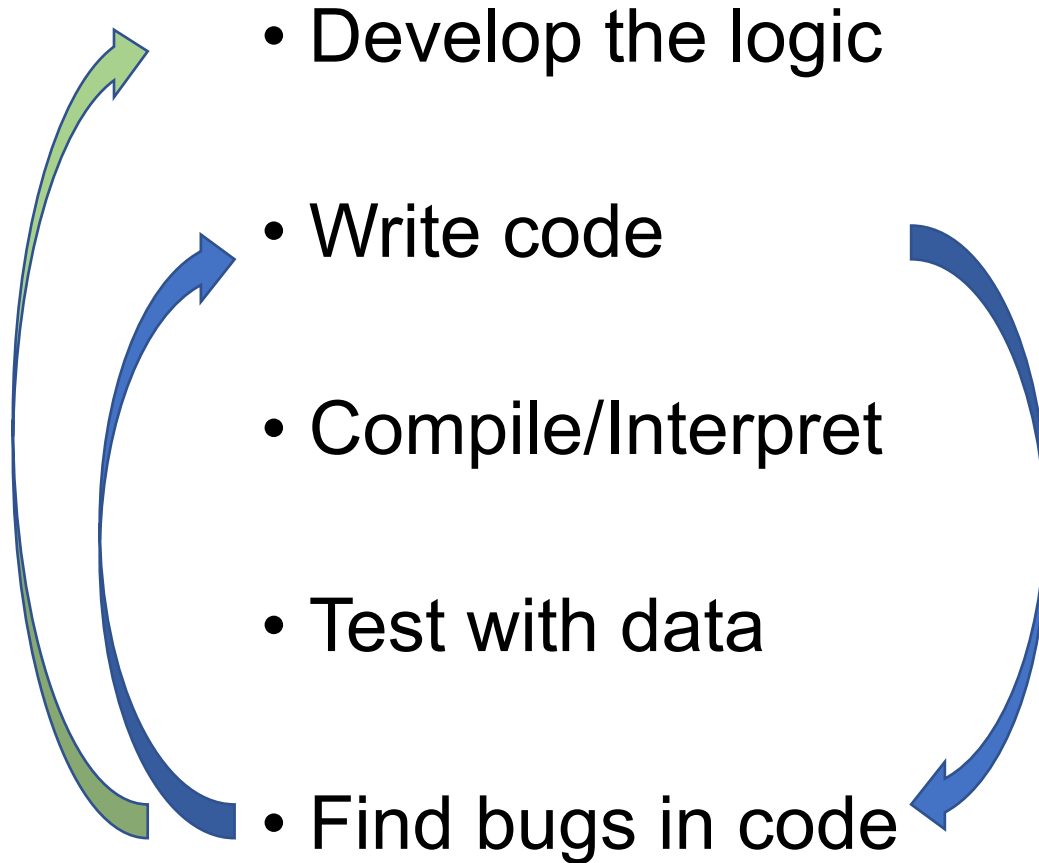 • Develop the logic
• Write code
• Compile/Interpret
• Test with data
• Find bugs in code